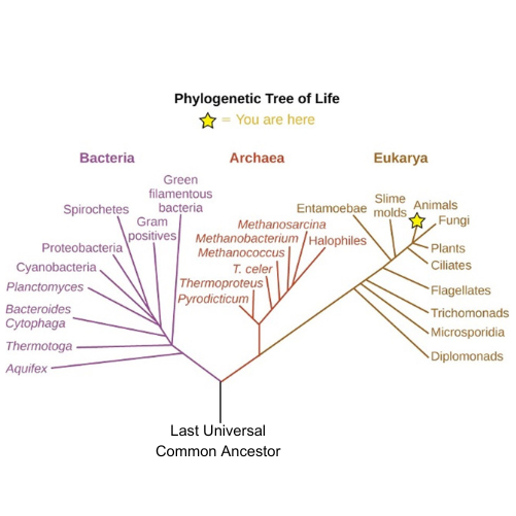 Phylogenetic Tree of Life
= You are here
Bacteria
Archaea
Eukarya
Green
filamentous
bacteria
Spirochetes
Gram
positives
Proteobacteria
Cyanobacteria
Planctomyces
Bacteroides
Cytophaga
Thermotoga
Aquifex
Methanosarcina
Methanobacterium
Halophiles
Methanococcus
T. celer
Thermoproteus
Pyrodicticum
Entamoebae
Slime
molds
Animals
Fungi
Plants
Ciliates
Flagellates
Trichomonads
Microsporidia
Diplomonads
Last Universal
Common Ancestor